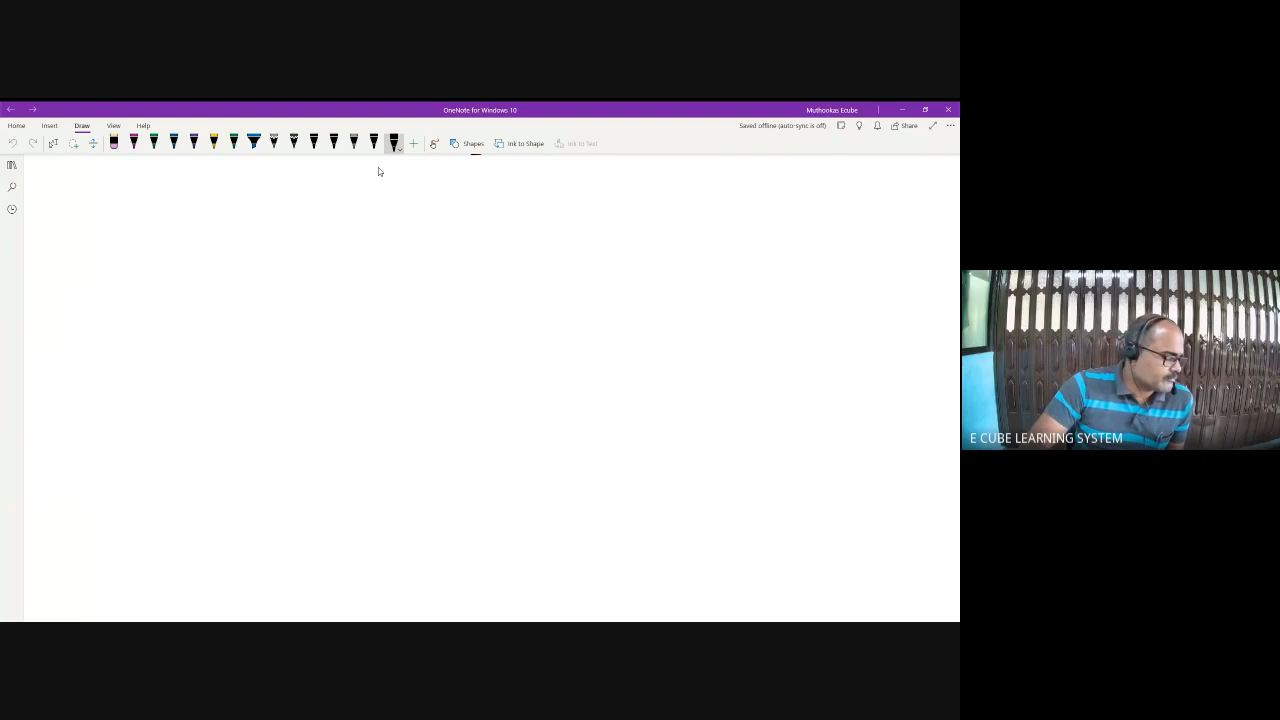 OneNote for Windows 10
Muthookas Ecube
Home Insert Draw View Help
Saved offline (auto-sync is off)
Share
Shapes
Ink to Shape
Ink to Text
E CUBE LEARNING SYSTEM